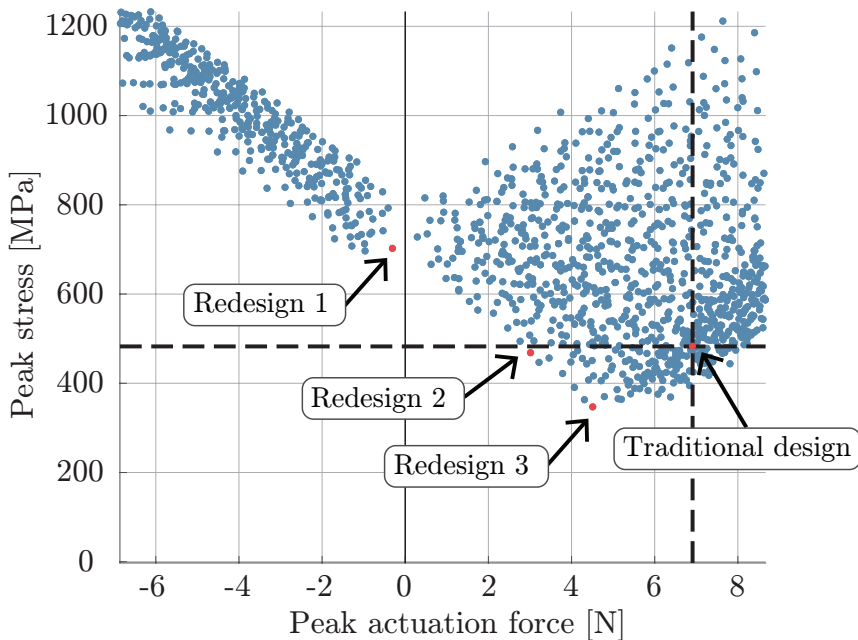 1200
1000
800
600
400
200
0
Peak stress [MPa]
Redesign 1
Redesign 2
Redesign 3
Traditional design
-6 -4 -2 0 2 4 6 8
Peak actuation force [N]